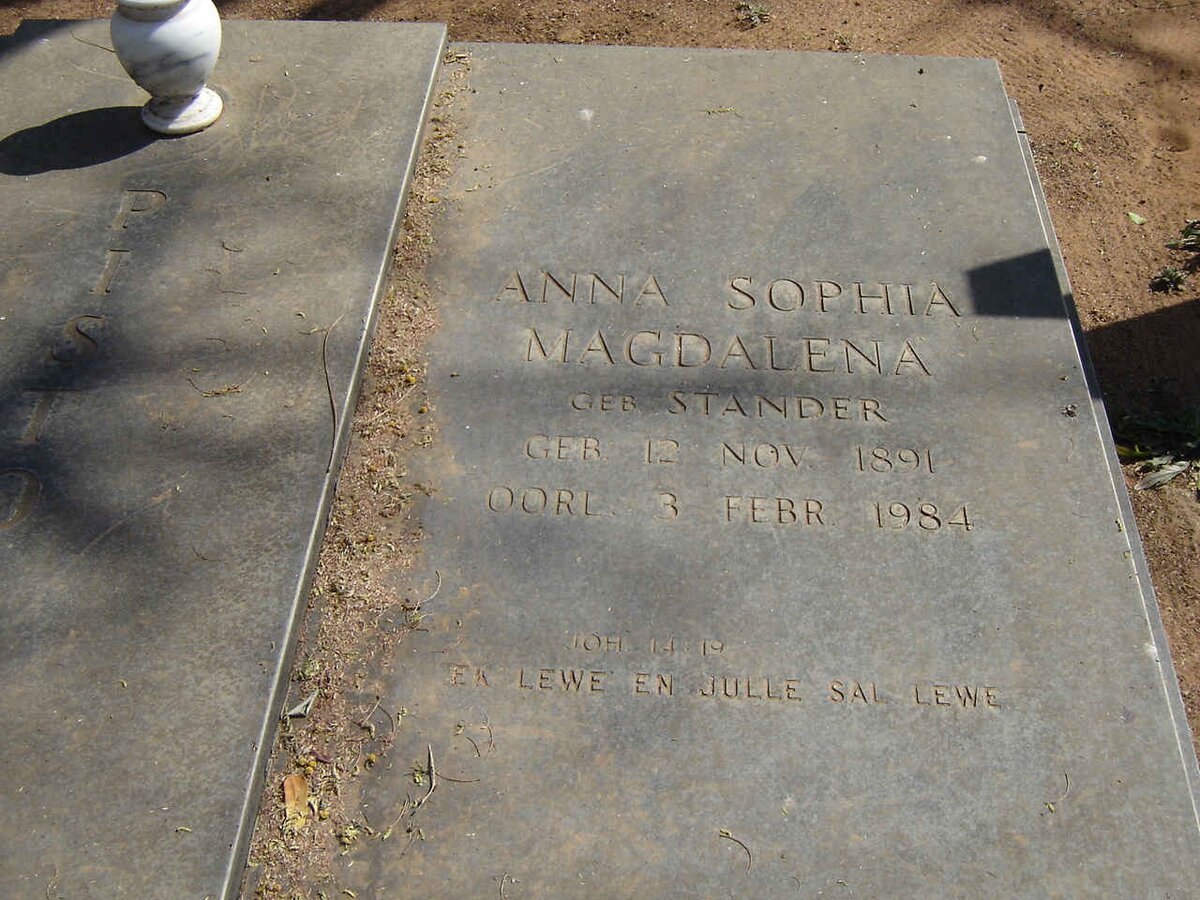 PISTO
ANNA SOPHIA
MAGDALENA
GEB STANDER
GEB. 12 NOV. 1891
OORL. 3 FEBR. 1984
JOH. 14:19
EK LEWE EN JULLE SAL LEWE